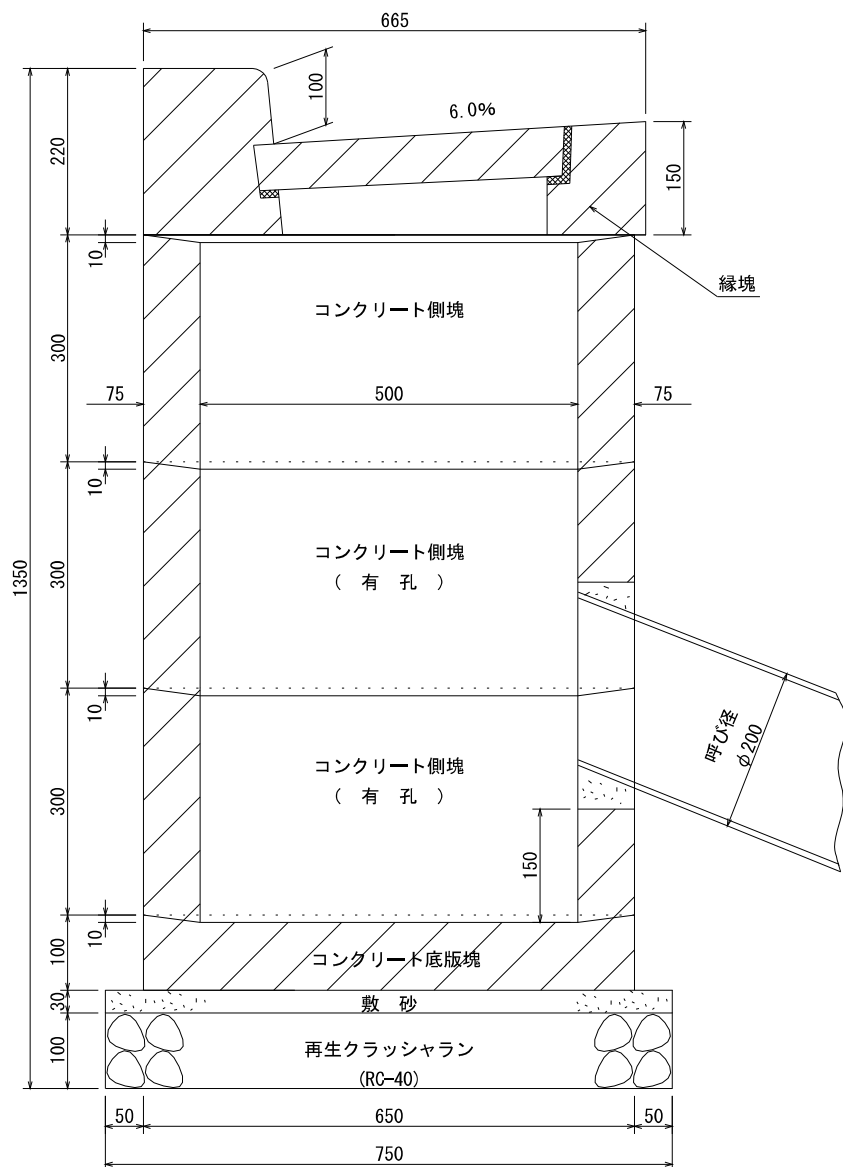 665
100
6.0%
220
150
10
縁塊
コンクリート側塊
300
75
500
75
10
コンクリート側塊
( 有 孔 )
300
1350
10
呼び径
φ200
コンクリート側塊
( 有 孔 )
300
150
10
コンクリート底版塊
100
敷 砂
30
再生クラッシャラン
(RC-40)
100
50
650
50
750